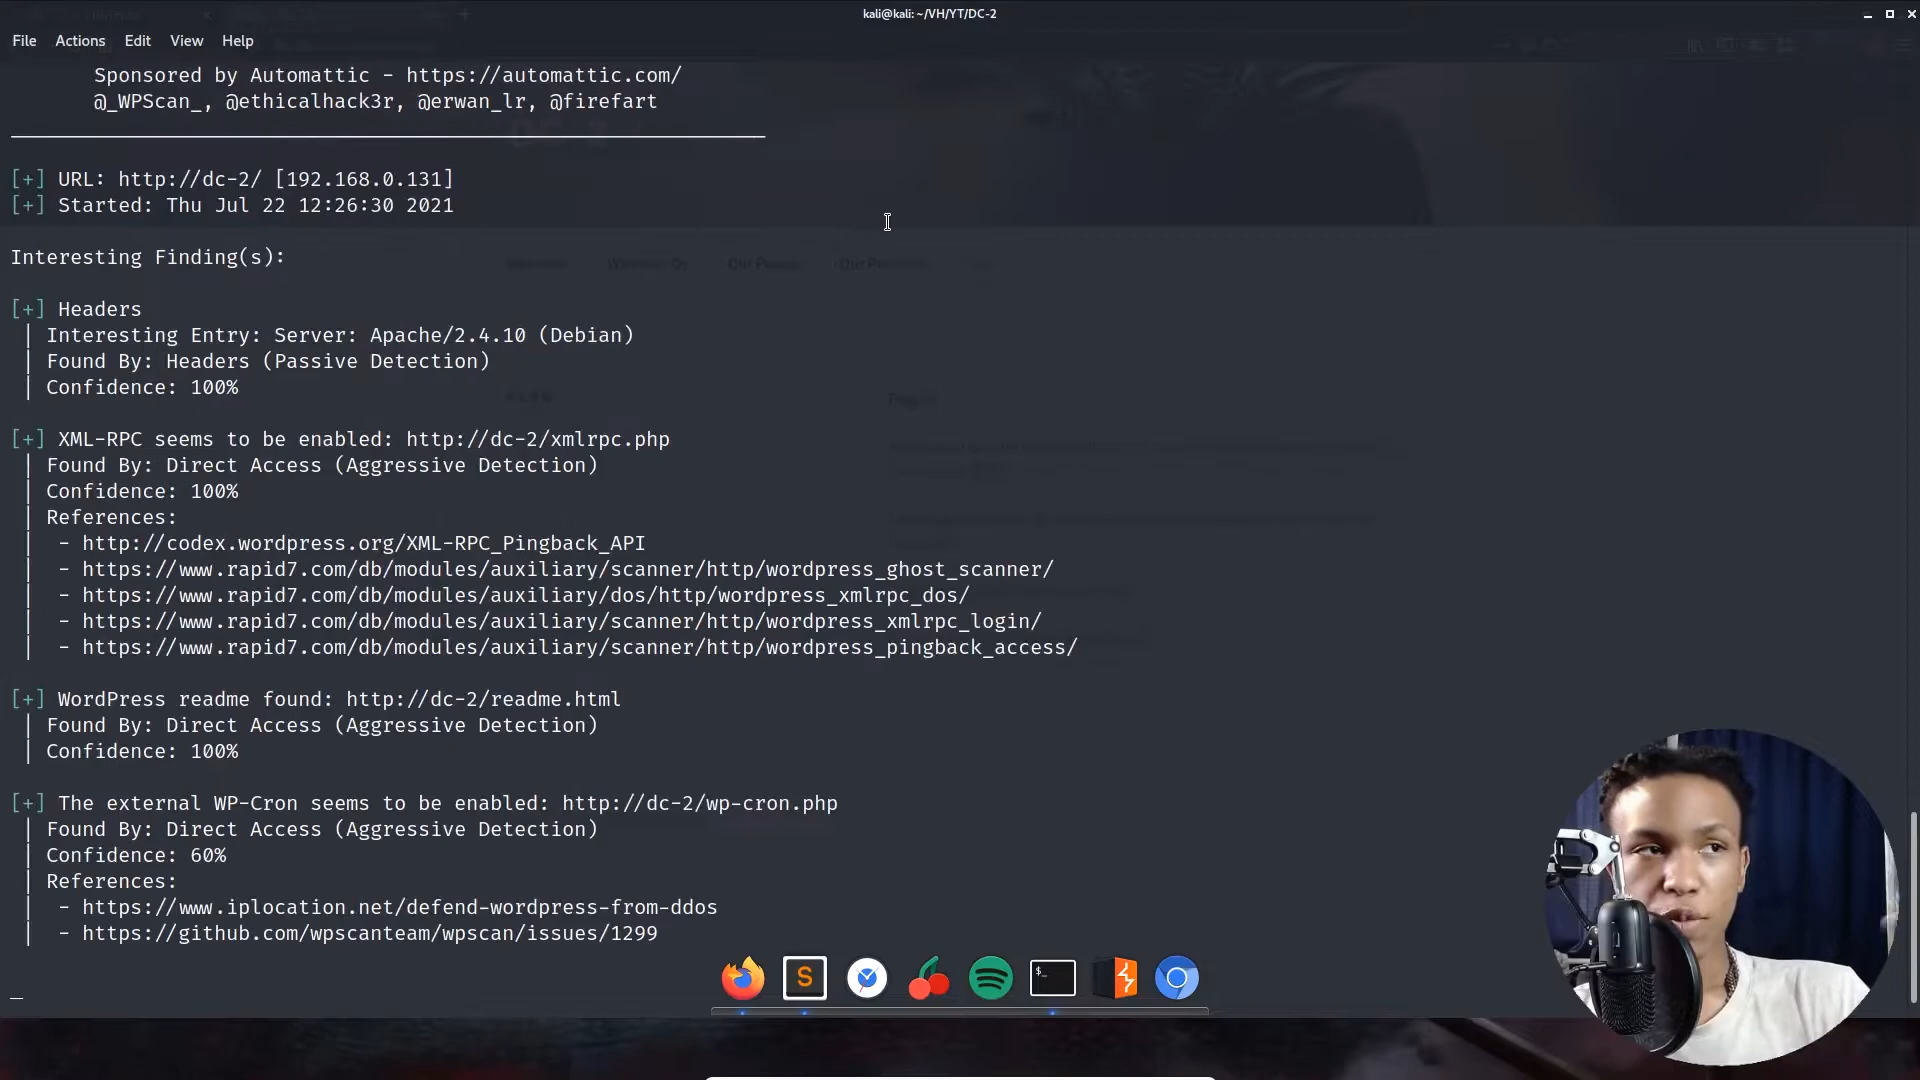 kali@kali: ~/VH/YT/DC-2
File Actions Edit View Help
Sponsored by Automattic - https://automattic.com/
@_WPScan_, @ethicalhack3r, @erwan_lr, @firefart
[+] URL: http://dc-2/ [192.168.0.131]
[+] Started: Thu Jul 22 12:26:30 2021
Interesting Finding(s):
[+] Headers
| Interesting Entry: Server: Apache/2.4.10 (Debian)
| Found By: Headers (Passive Detection)
| Confidence: 100%
[+] XML-RPC seems to be enabled: http://dc-2/xmlrpc.php
| Found By: Direct Access (Aggressive Detection)
| Confidence: 100%
| References:
|  - http://codex.wordpress.org/XML-RPC_Pingback_API
|  - https://www.rapid7.com/db/modules/auxiliary/scanner/http/wordpress_ghost_scanner/
|  - https://www.rapid7.com/db/modules/auxiliary/dos/http/wordpress_xmlrpc_dos/
|  - https://www.rapid7.com/db/modules/auxiliary/scanner/http/wordpress_xmlrpc_login/
|  - https://www.rapid7.com/db/modules/auxiliary/scanner/http/wordpress_pingback_access/
[+] WordPress readme found: http://dc-2/readme.html
| Found By: Direct Access (Aggressive Detection)
| Confidence: 100%
[+] The external WP-Cron seems to be enabled: http://dc-2/wp-cron.php
| Found By: Direct Access (Aggressive Detection)
| Confidence: 60%
| References:
|  - https://www.iplocation.net/defend-wordpress-from-ddos
|  - https://github.com/wpscanteam/wpscan/issues/1299